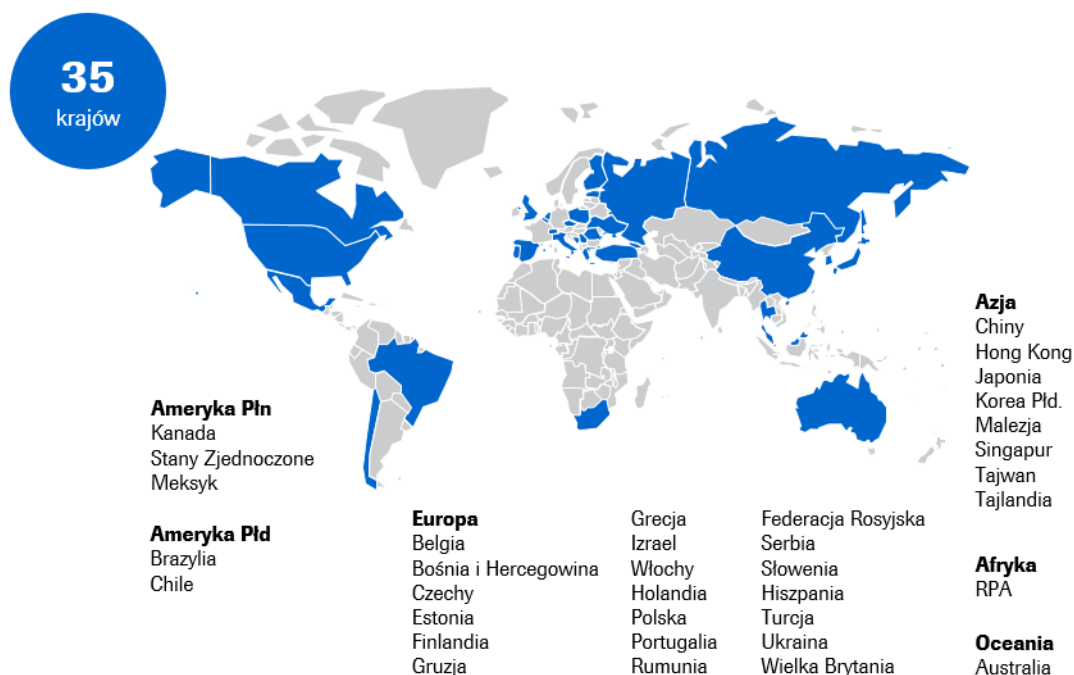 35
krajów
Ameryka Płn
Kanada
Stany Zjednoczone
Meksyk
Ameryka Płd
Brazylia
Chile
Europa
Belgia
Bośnia i Hercegowina
Czechy
Estonia
Finlandia
Gruzja
Grecja
Izrael
Włochy
Holandia
Polska
Portugalia
Rumunia
Federacja Rosyjska
Serbia
Słowenia
Hiszpania
Turcja
Ukraina
Wielka Brytania
Azja
Chiny
Hong Kong
Japonia
Korea Płd.
Malezja
Singapur
Tajwan
Tajlandia
Afryka
RPA
Oceania
Australia